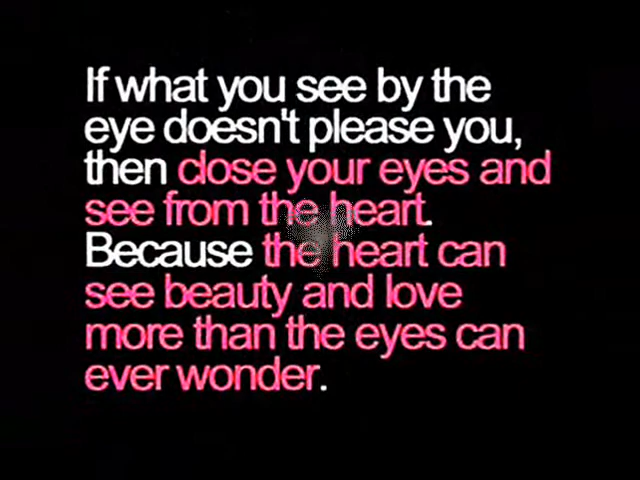 If what you see by the
eye doesn't please you,
then close your eyes and
see from the heart.
Because the heart can
see beauty and love
more than the eyes can
ever wonder.